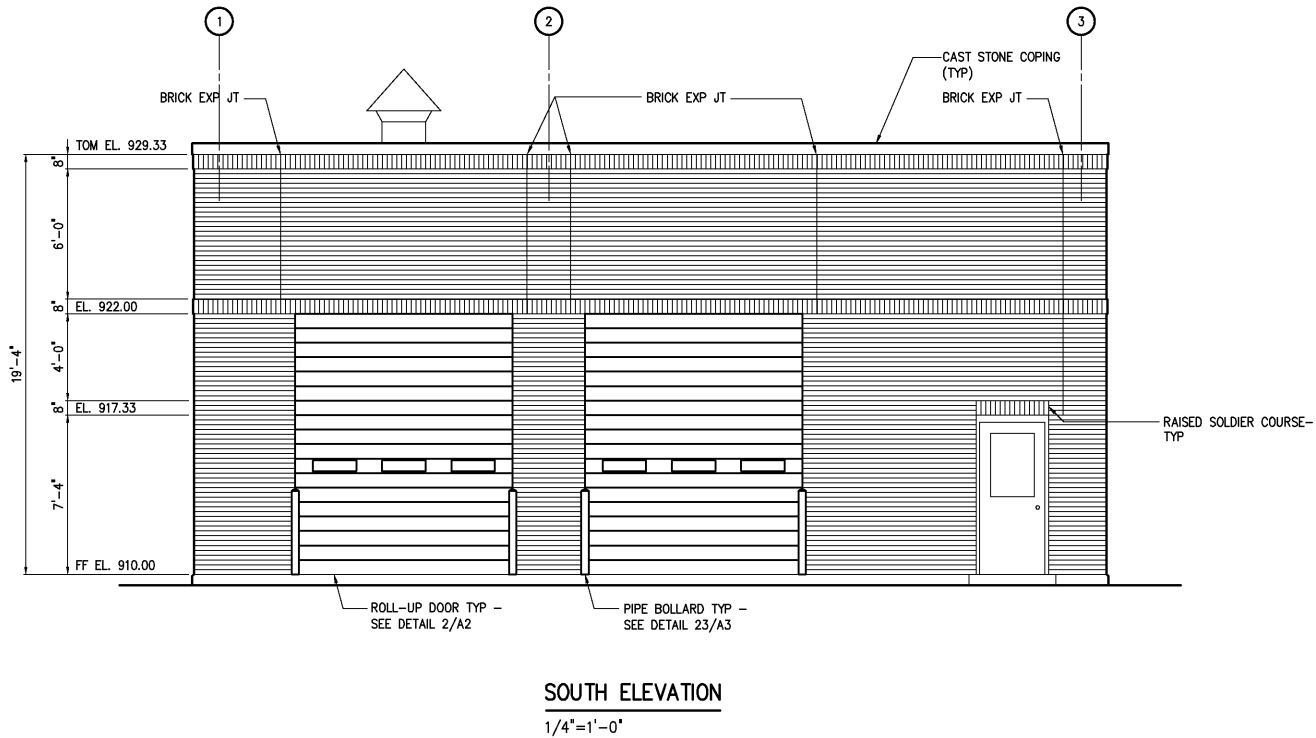 1
2
3
CAST STONE COPING
(TYP)
BRICK EXP JT
BRICK EXP JT
BRICK EXP JT
TOM EL. 929.33
8"
6'-0"
8"
EL. 922.00
19'-4"
4'-0"
8"
EL. 917.33
RAISED SOLDIER COURSE-
TYP
7'-4"
FF EL. 910.00
ROLL-UP DOOR TYP -
SEE DETAIL 2/A2
PIPE BOLLARD TYP -
SEE DETAIL 23/A3
SOUTH ELEVATION
1/4"=1'-0"